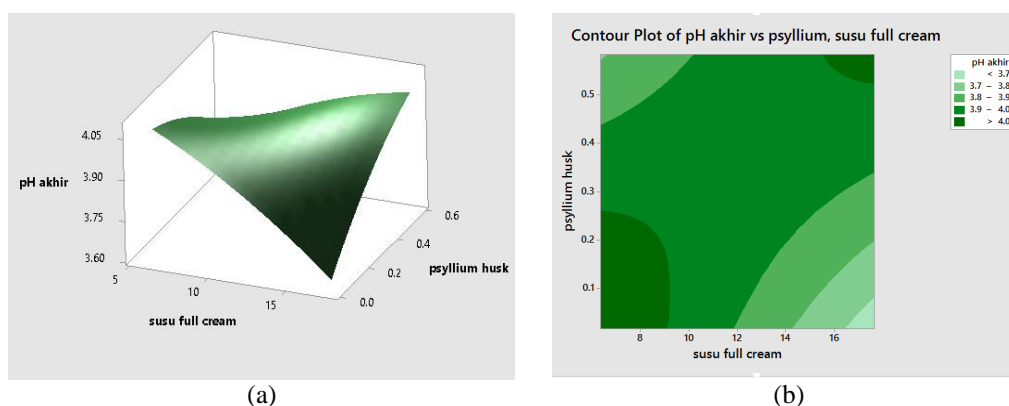 4.05
pH akhir
3.90
3.75
3.60
5
10
15
susu full cream
0.0
0.2
0.4
0.6
psyllium husk
(a)
Contour Plot of pH akhir vs psyllium, susu full cream
psyllium husk
0.5
0.4
0.3
0.2
0.1
8 10 12 14 16
susu full cream
pH akhir
< 3.7
3.7 – 3.8
3.8 – 3.9
3.9 – 4.0
> 4.0
(b)